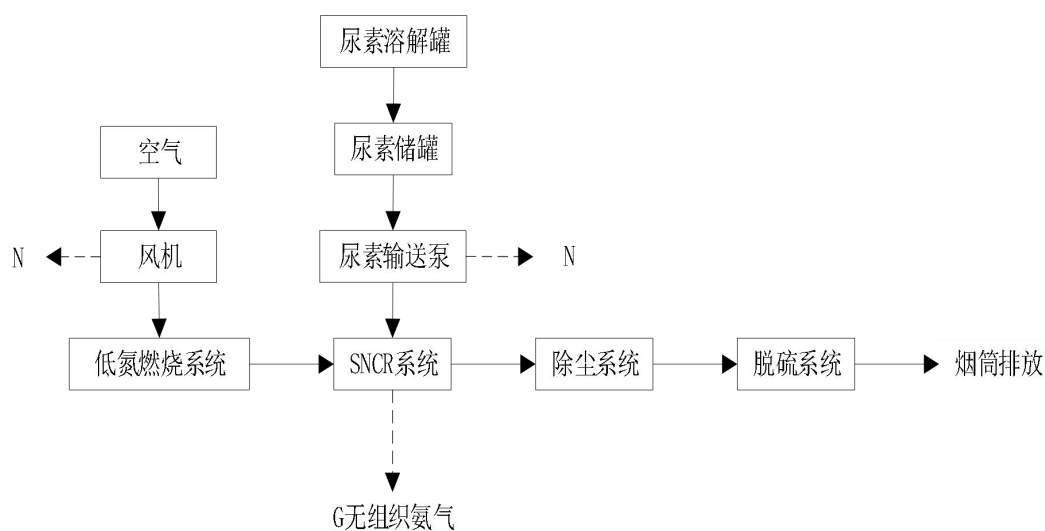 尿素溶解罐
空气
尿素储罐
N
风机
尿素输送泵
N
低氮燃烧系统
SNCR系统
除尘系统
脱硫系统
烟筒排放
G无组织氨气